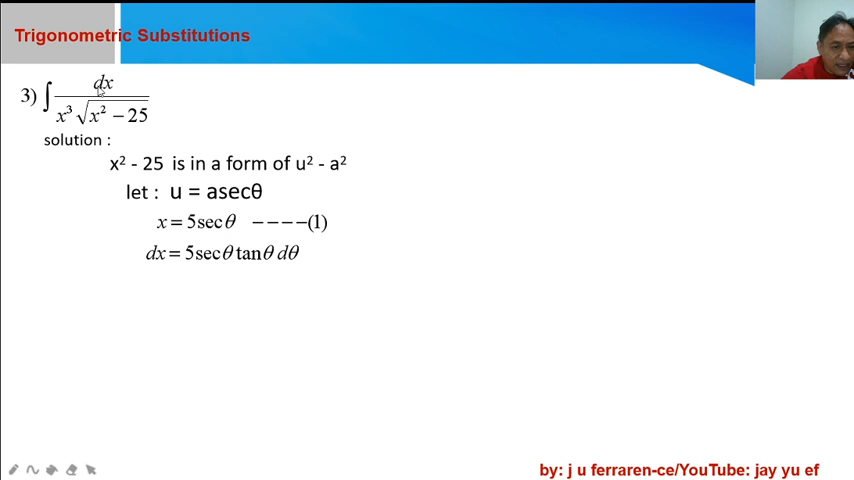 Trigonometric Substitutions
3) ∫ dx / (x³ √(x² − 25))
solution :
x² - 25 is in a form of u² - a²
let : u = asecθ
x = 5secθ −−−−(1)
dx = 5secθ tanθ dθ
by: j u ferraren-ce/YouTube: jay yu ef